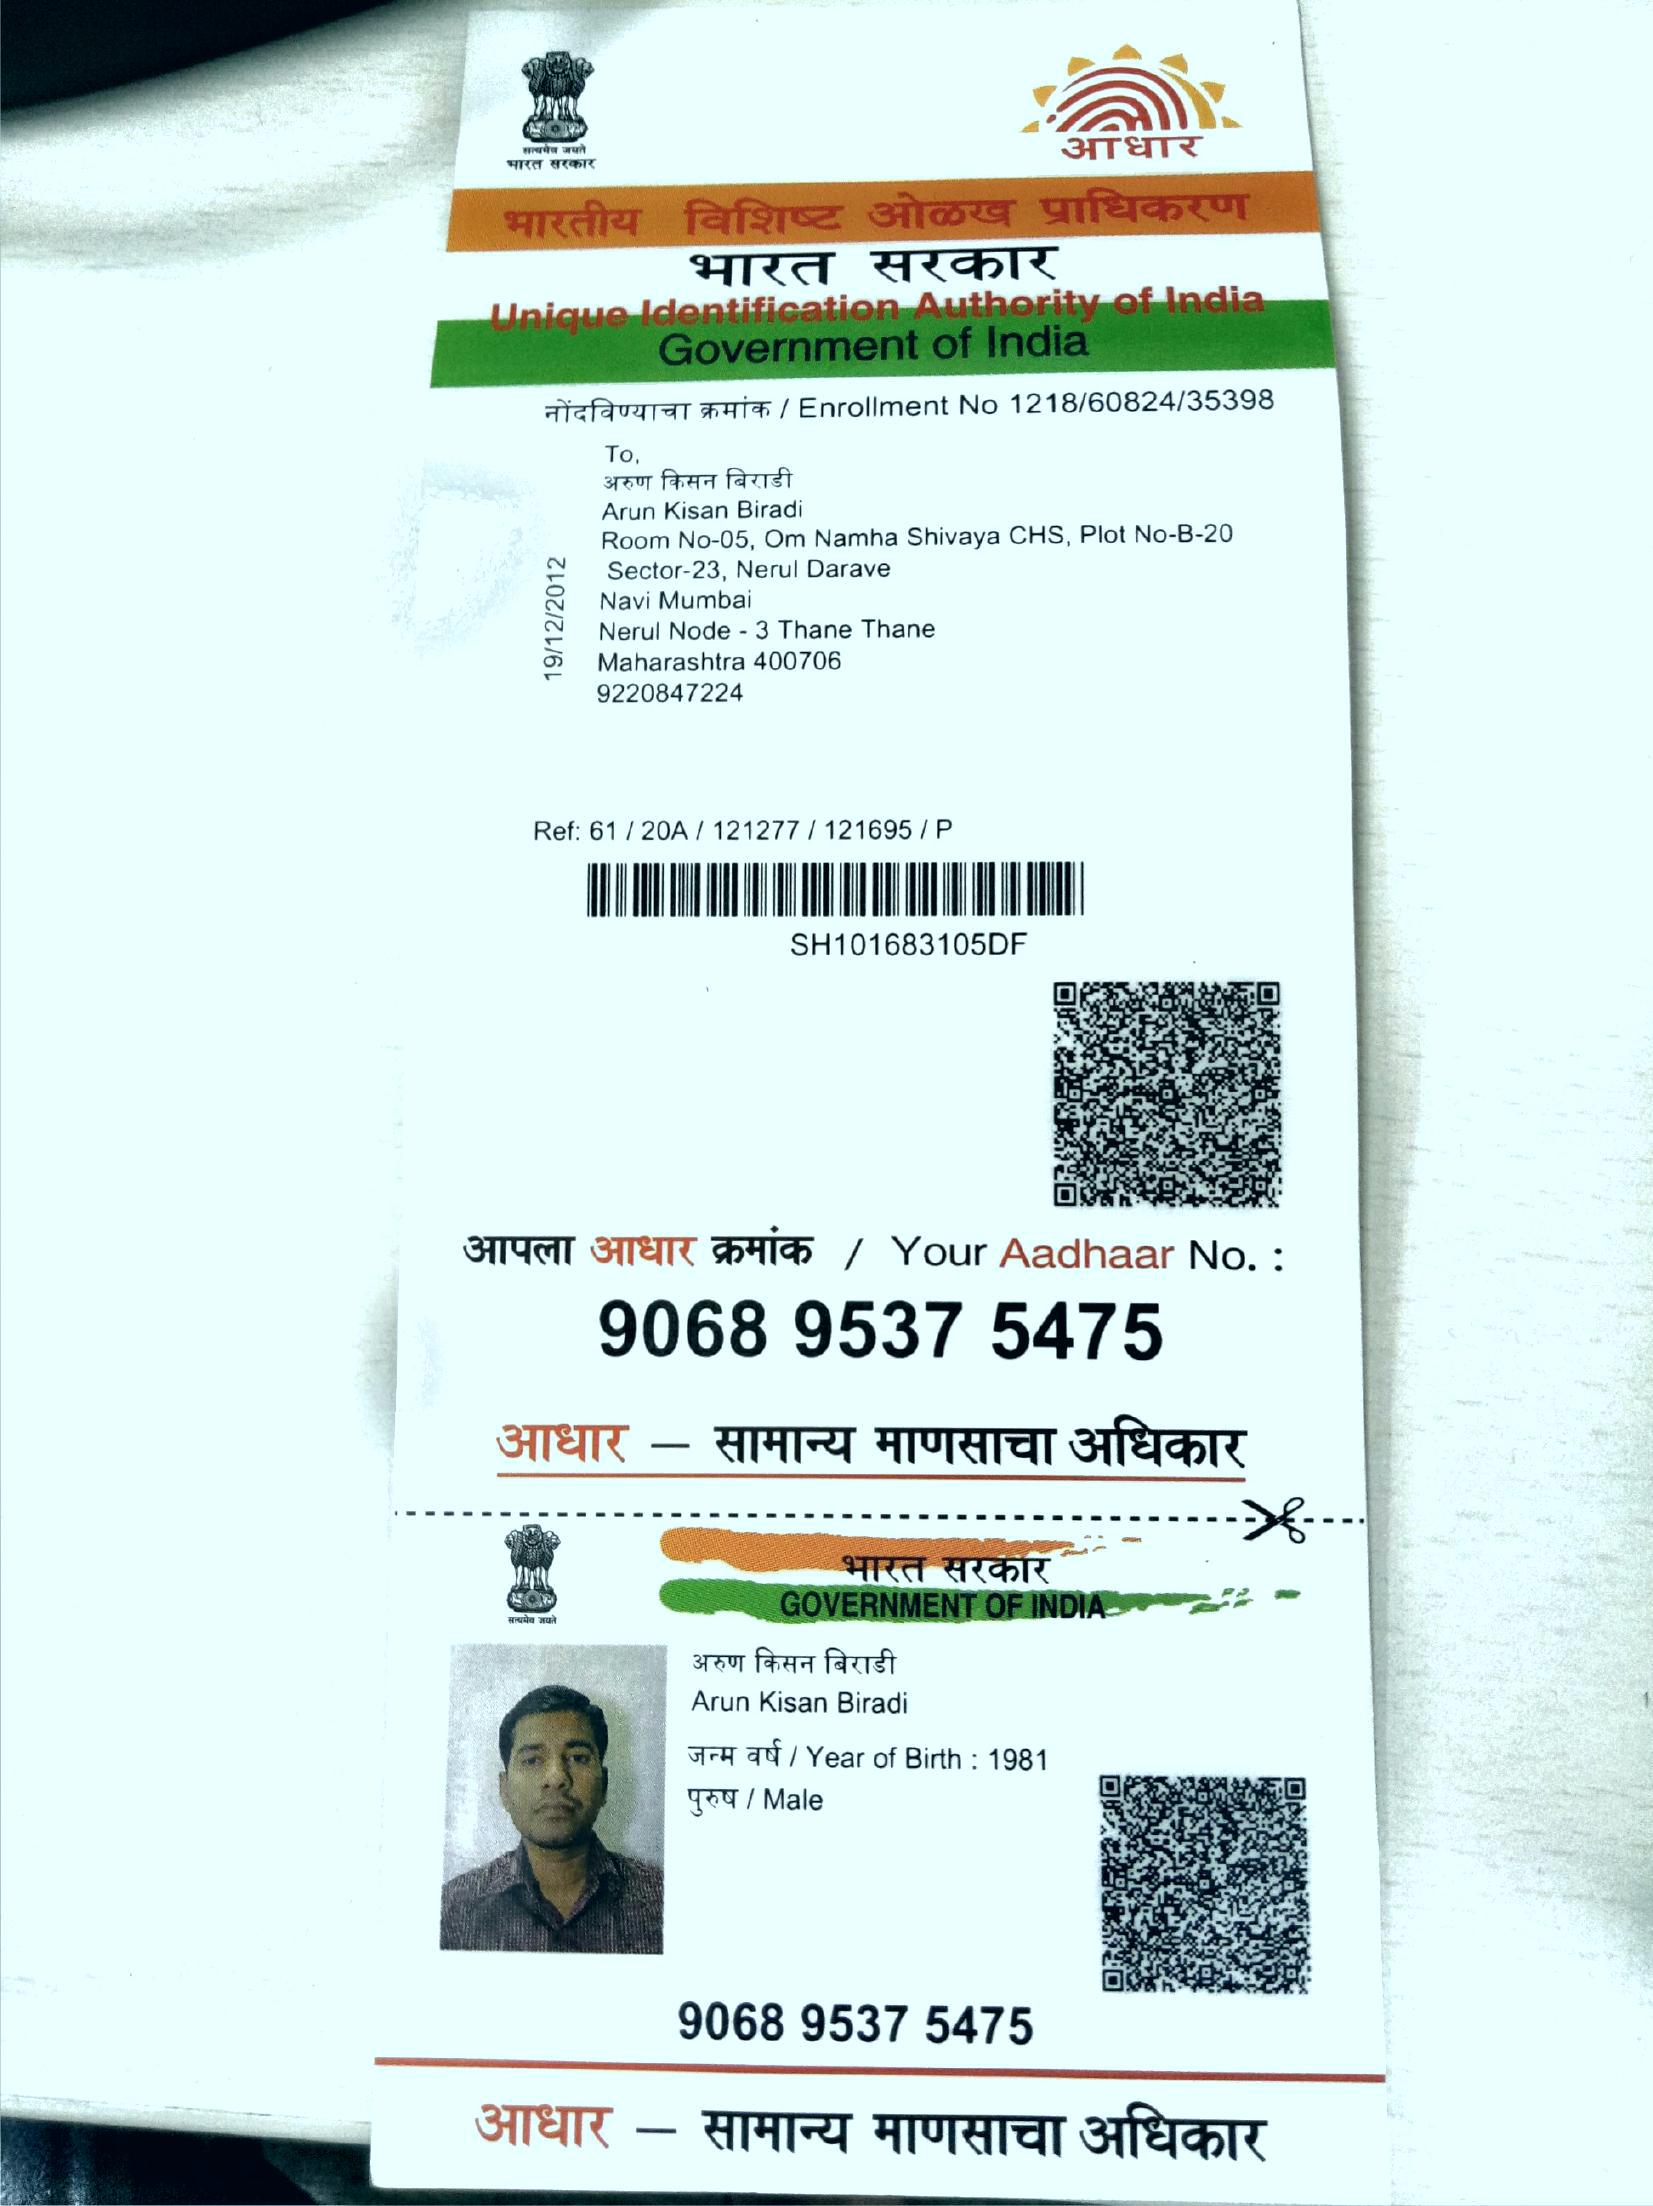 सत्यमेव जयते
भारत सरकार
आधार
भारतीय विशिष्ट ओळख प्राधिकरण
भारत सरकार
Unique Identification Authority of India
Government of India
नोंदविण्याचा क्रमांक / Enrollment No 1218/60824/35398
To,
अरुण किसन बिराडी
Arun Kisan Biradi
Room No-05, Om Namha Shivaya CHS, Plot No-B-20
Sector-23, Nerul Darave
Navi Mumbai
Nerul Node - 3 Thane Thane
Maharashtra 400706
9220847224
19/12/2012
Ref: 61 / 20A / 121277 / 121695 / P
SH101683105DF
आपला आधार क्रमांक / Your Aadhaar No. :
9068 9537 5475
आधार — सामान्य माणसाचा अधिकार
सत्यमेव जयते
भारत सरकार
GOVERNMENT OF INDIA
अरुण किसन बिराडी
Arun Kisan Biradi
जन्म वर्ष / Year of Birth : 1981
पुरुष / Male
9068 9537 5475
आधार — सामान्य माणसाचा अधिकार